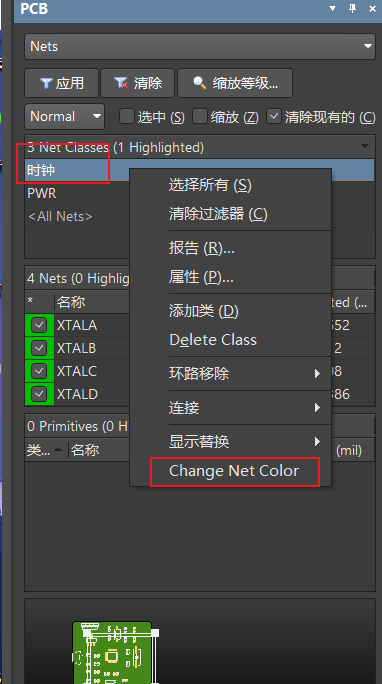 PCB
Nets
应用 清除 缩放等级...
Normal 选中 (S) 缩放 (Z) 清除现有的 (C)
3 Net Classes (1 Highlighted)
时钟
PWR
<All Nets>
选择所有 (S)
清除过滤器 (C)
报告 (R)...
属性 (P)...
添加类 (D)
Delete Class
环路移除
连接
显示替换
Change Net Color
4 Nets (0 Highlig
* 名称 ted (...
XTALA 552
XTALB 2
XTALC 08
XTALD 386
0 Primitives (0 H
类... 名称 (mil)